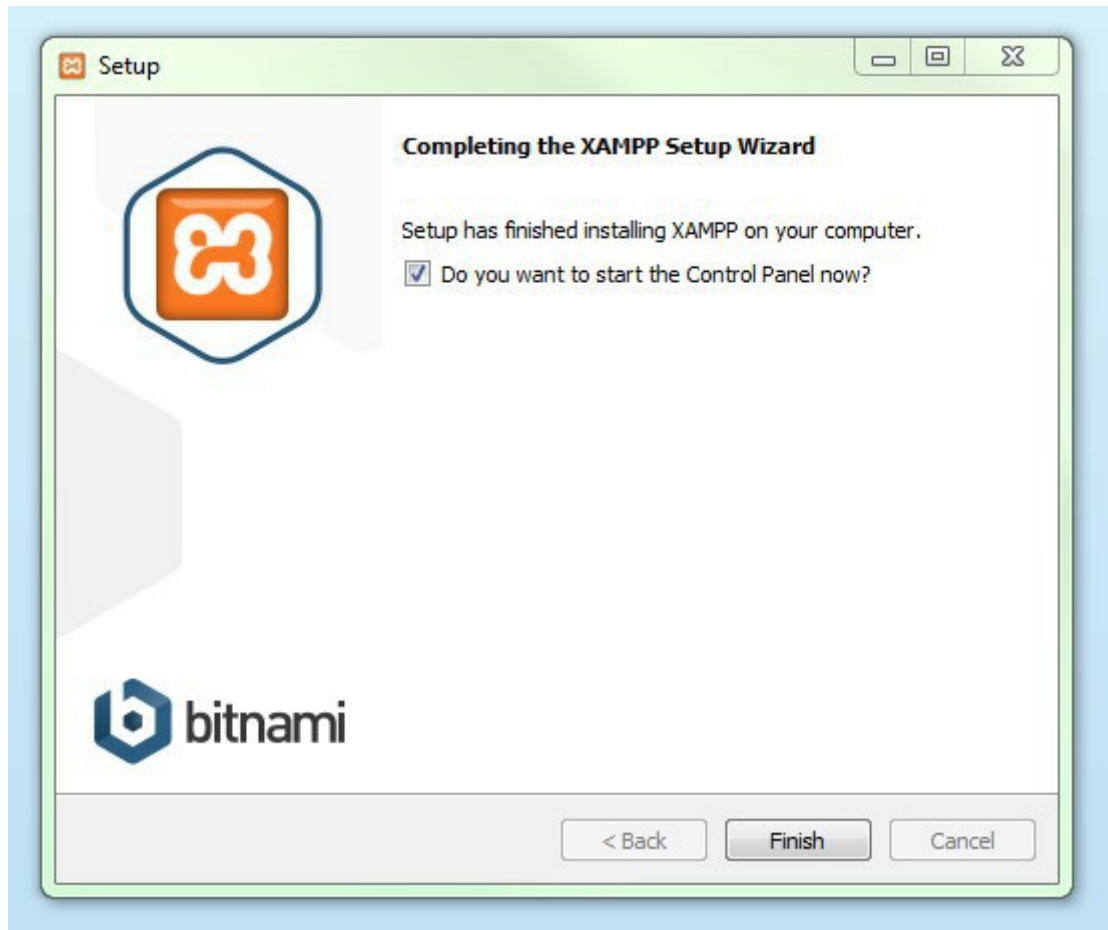 Setup
Completing the XAMPP Setup Wizard
Setup has finished installing XAMPP on your computer.
Do you want to start the Control Panel now?
bitnami
< Back
Finish
Cancel